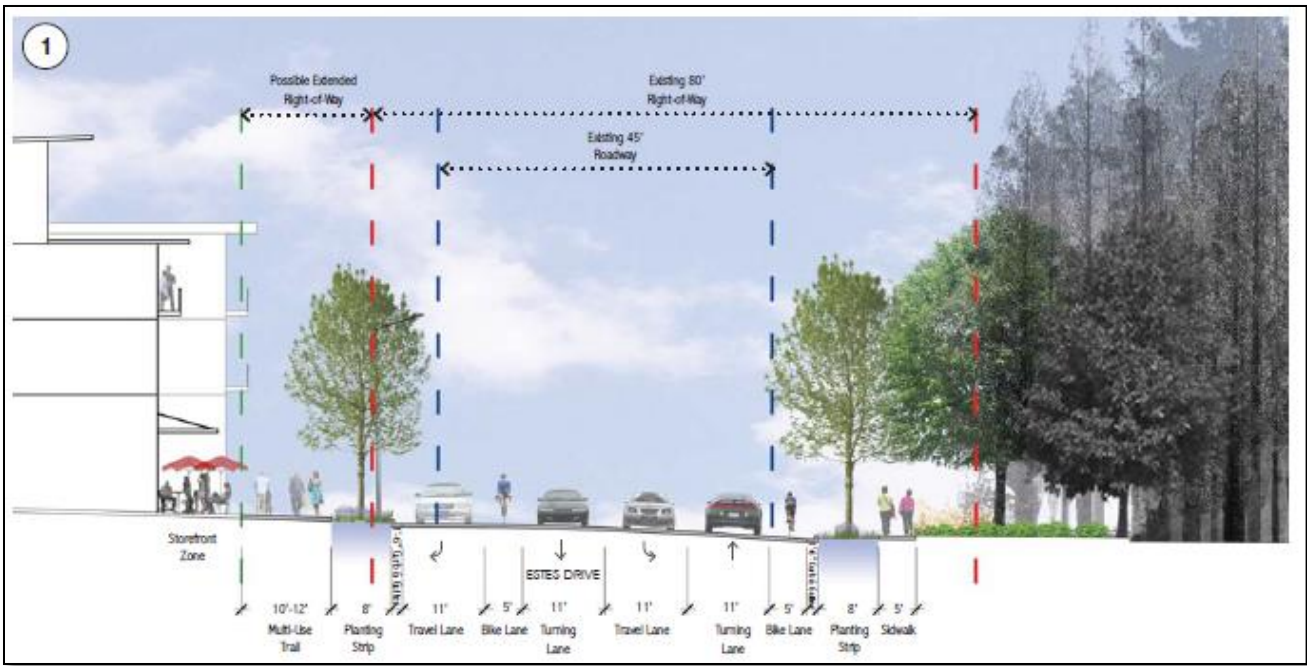 1
Possible Extended
Right-of-Way
Existing 80'
Right-of-Way
Existing 45'
Roadway
Storefront
Zone
ESTES DRIVE
10'-12'
Multi-Use
Trail
8'
Planting
Strip
11'
Travel Lane
5'
Bike Lane
11'
Turning
Lane
11'
Travel Lane
11'
Turning
Lane
5'
Bike Lane
8'
Planting
Strip
5'
Sidwalk